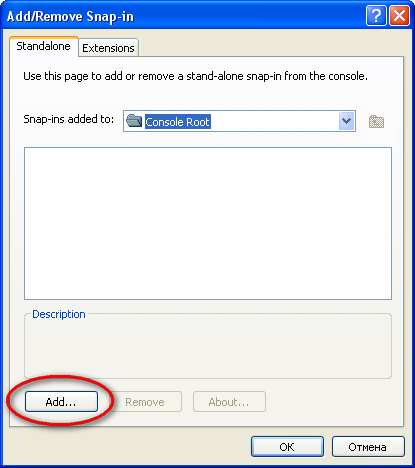 Add/Remove Snap-in
Standalone
Extensions
Use this page to add or remove a stand-alone snap-in from the console.
Snap-ins added to:
Console Root
Description
Add...
Remove
About...
OK
Отмена